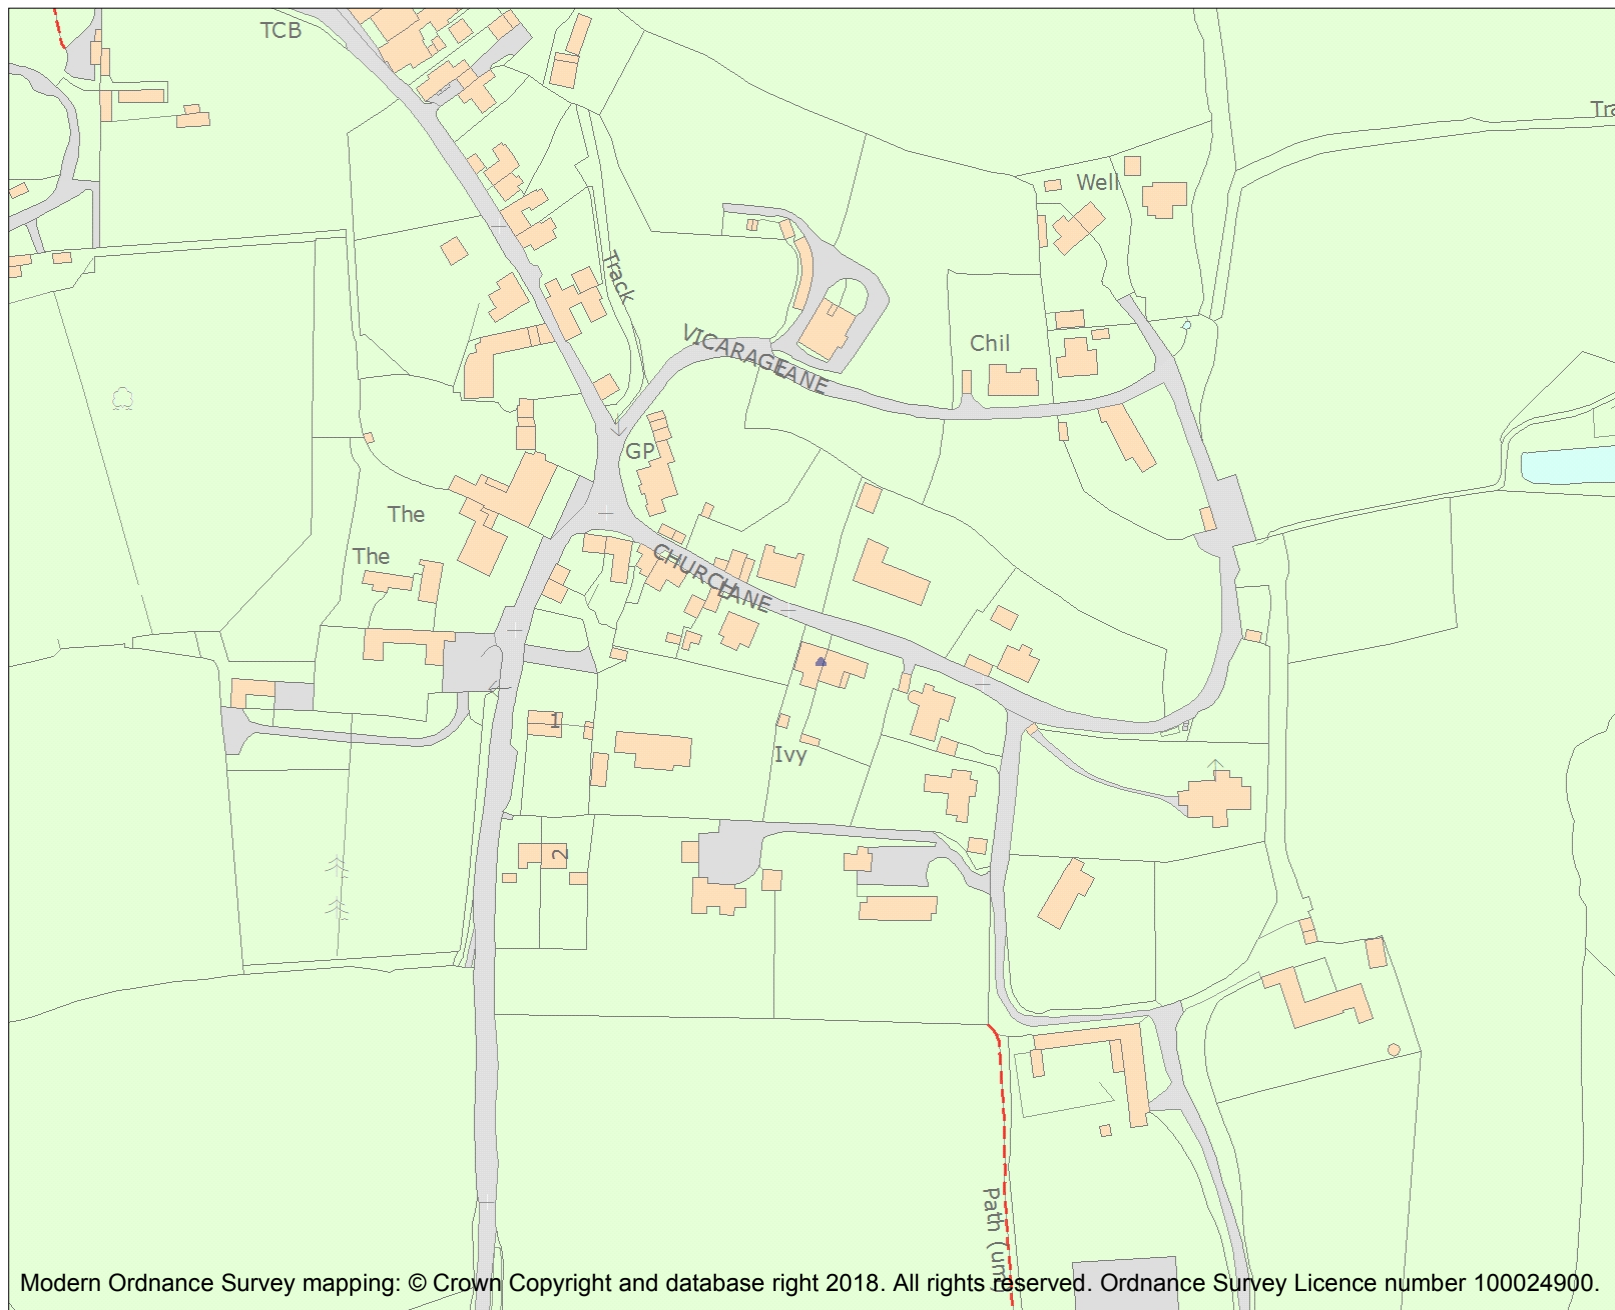 TCB
Tra
Well
Track
VICARAGE LANE
Chil
GP
The
The
CHURCH LANE
1
Ivy
2
Path (um)
Modern Ordnance Survey mapping: © Crown Copyright and database right 2018. All rights reserved. Ordnance Survey Licence number 100024900.